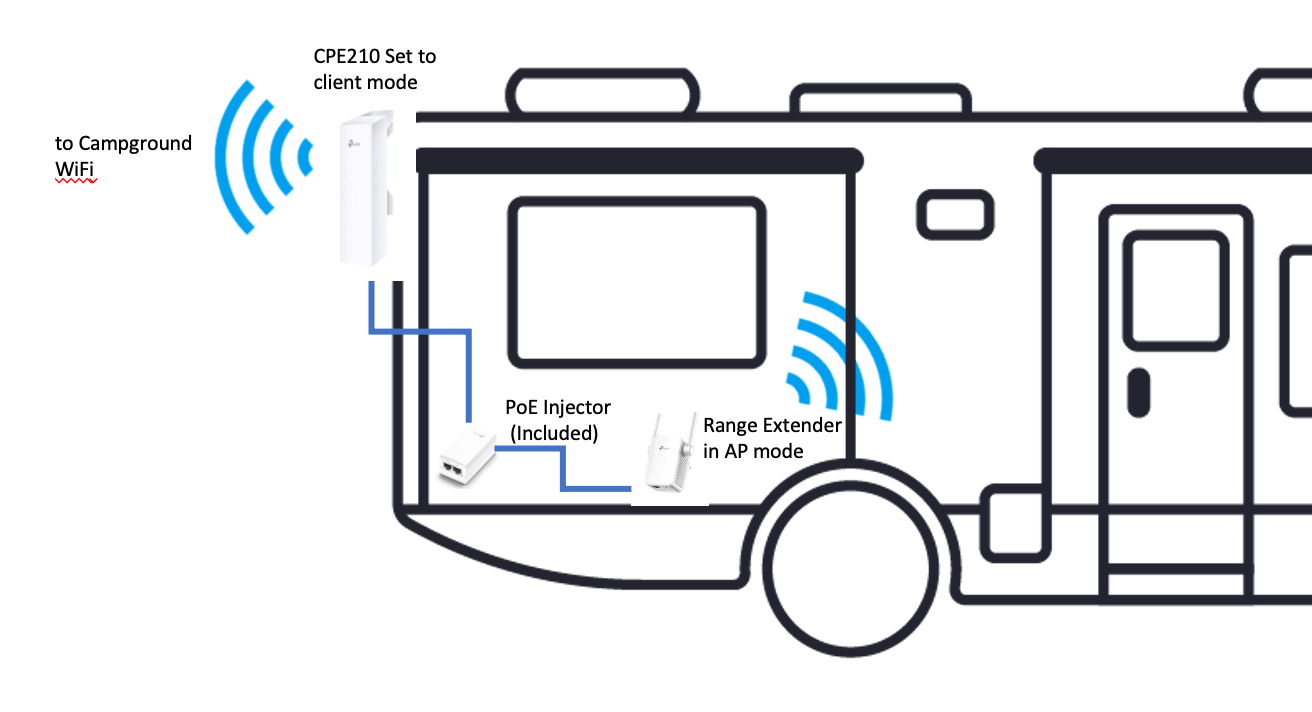 CPE210 Set to
client mode
to Campground
WiFi
PoE Injector
(Included)
Range Extender
in AP mode